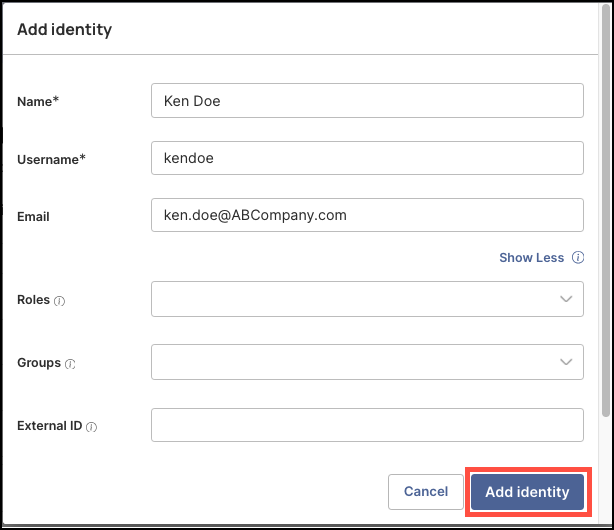 Add identity
Name* Ken Doe
Username* kendoe
Email ken.doe@ABCompany.com
Show Less
Roles
Groups
External ID
Cancel Add identity